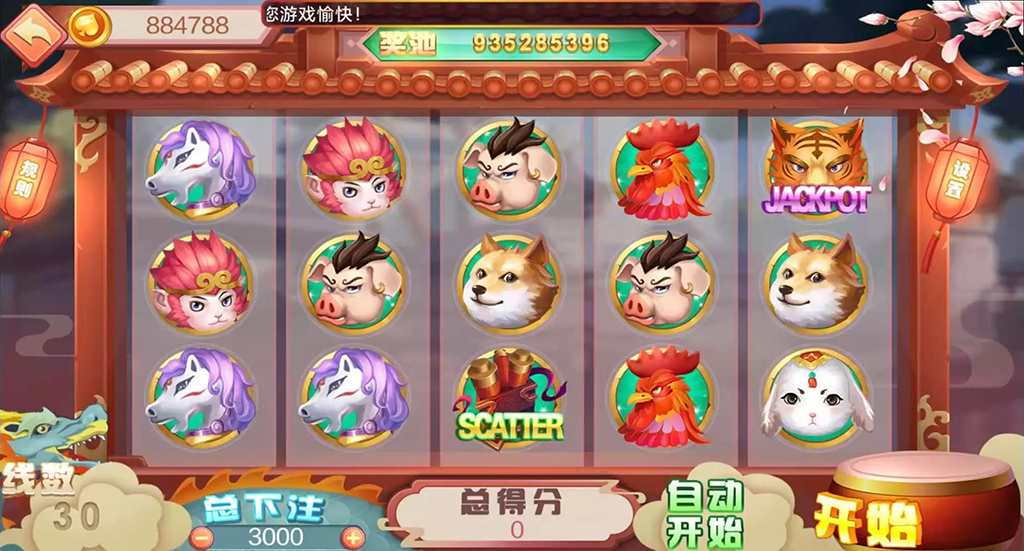 884788
您游戏愉快!
奖池 935285396
规则
设置
JACKPOT
SCATTER
线数
30
总下注
3000
总得分
0
自动
开始
开始